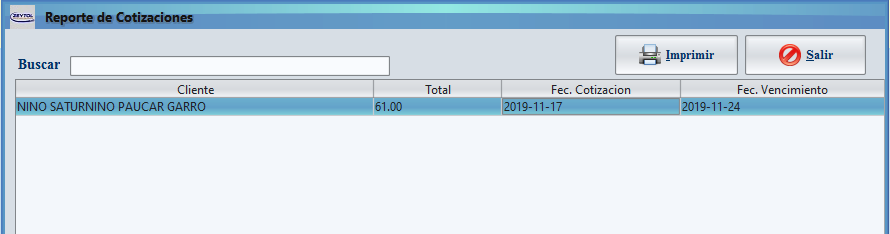 ZEYTOL
Reporte de Cotizaciones
Buscar
Imprimir
Salir
Cliente Total Fec. Cotizacion Fec. Vencimiento
NINO SATURNINO PAUCAR GARRO 61.00 2019-11-17 2019-11-24